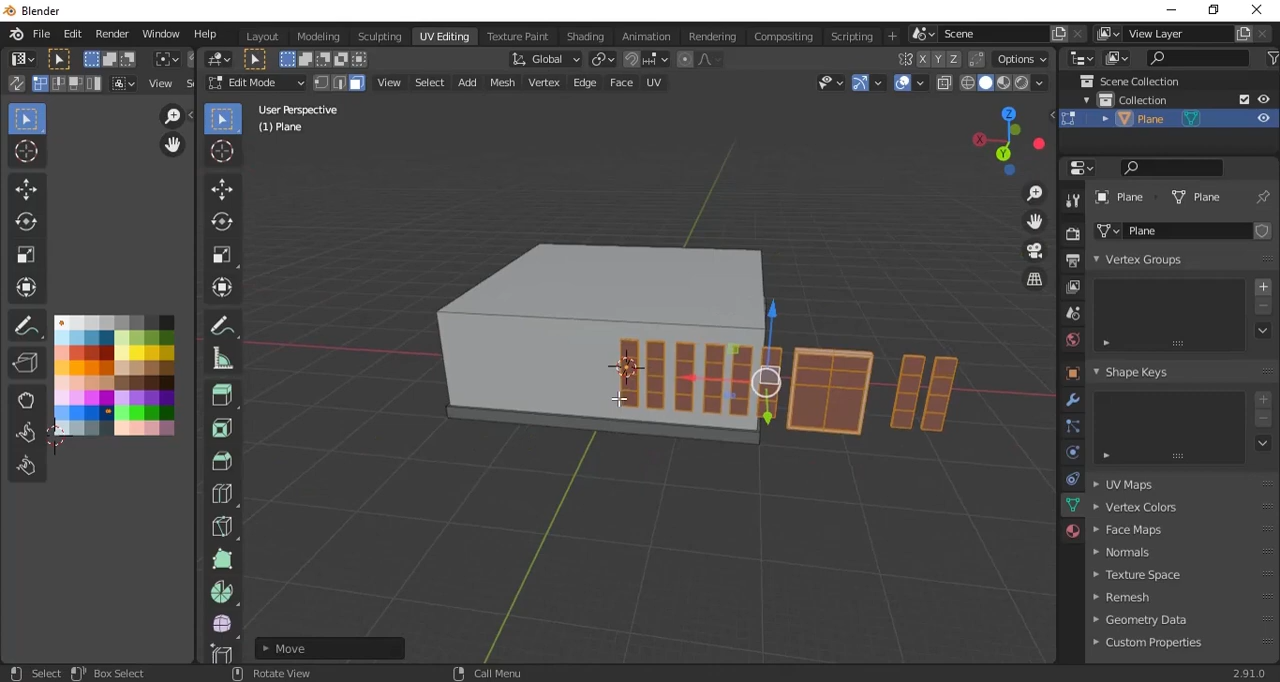 Blender
File Edit Render Window Help Layout Modeling Sculpting UV Editing Texture Paint Shading Animation Rendering Compositing Scripting + Scene View Layer
Global Options
View Se Edit Mode View Select Add Mesh Vertex Edge Face UV
X Y Z
User Perspective
(1) Plane
Z
X
Y
Scene Collection
Collection
Plane
Plane Plane
Plane
Vertex Groups
Shape Keys
UV Maps
Vertex Colors
Face Maps
Normals
Texture Space
Remesh
Geometry Data
Custom Properties
Move
Select Box Select Rotate View Call Menu 2.91.0